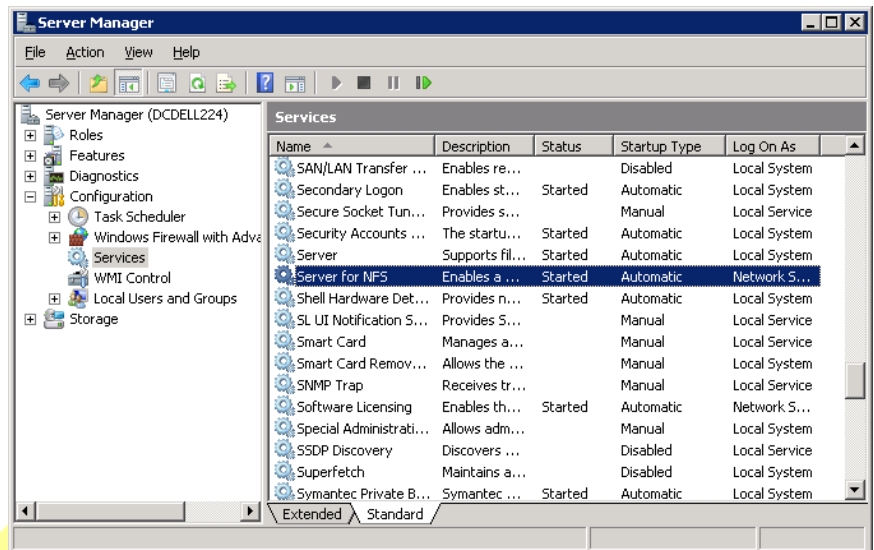 Server Manager
File Action View Help
Server Manager (DCDELL224)
Roles
Features
Diagnostics
Configuration
Task Scheduler
Windows Firewall with Adva
Services
WMI Control
Local Users and Groups
Storage
Services
Name Description Status Startup Type Log On As
SAN/LAN Transfer ... Enables re... Disabled Local System
Secondary Logon Enables st... Started Automatic Local System
Secure Socket Tun... Provides s... Manual Local Service
Security Accounts ... The startu... Started Automatic Local System
Server Supports fil... Started Automatic Local System
Server for NFS Enables a ... Started Automatic Network S...
Shell Hardware Det... Provides n... Started Automatic Local System
SL UI Notification S... Provides S... Manual Local Service
Smart Card Manages a... Manual Local Service
Smart Card Remov... Allows the ... Manual Local System
SNMP Trap Receives tr... Manual Local Service
Software Licensing Enables th... Started Automatic Network S...
Special Administrati... Allows adm... Manual Local System
SSDP Discovery Discovers ... Disabled Local Service
Superfetch Maintains a... Disabled Local System
Symantec Private B... Symantec ... Started Automatic Local System
Extended Standard